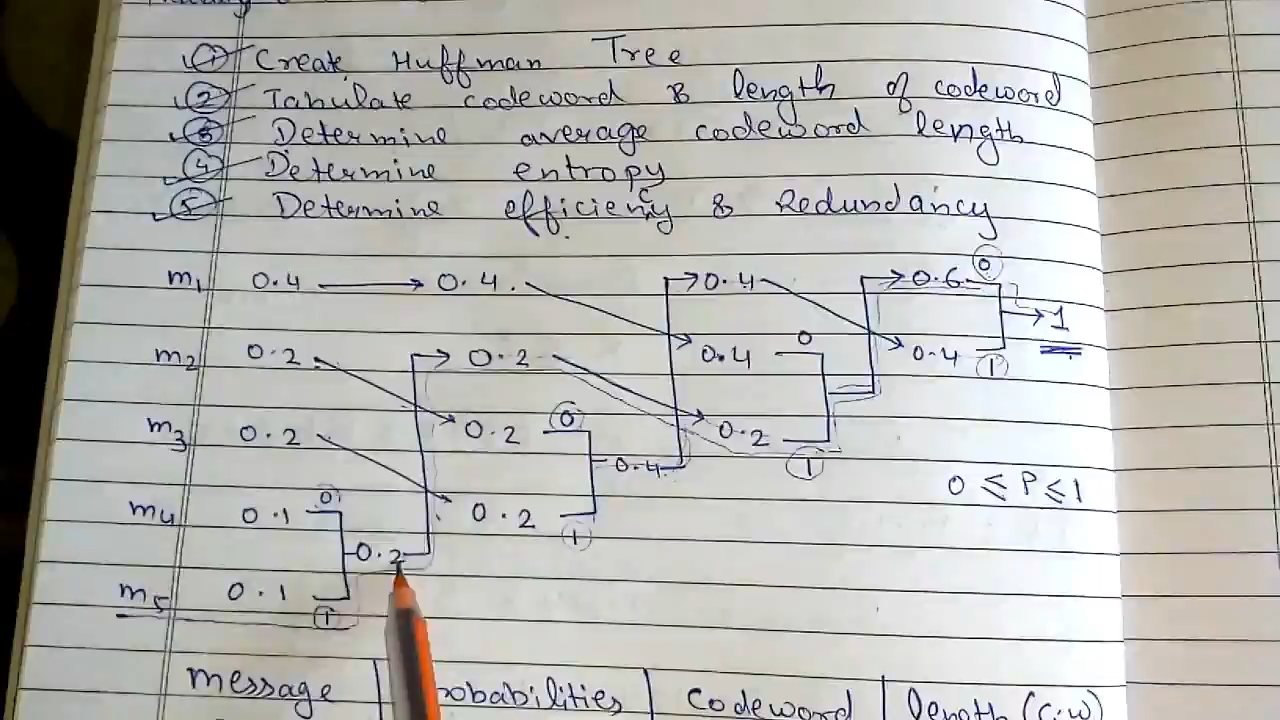 ① Create Huffman Tree
② Tabulate codeword & length of codeword
③ Determine average codeword length
④ Determine entropy
⑤ Determine efficiency & Redundancy
m1 0.4 → 0.4 → 0.4 → 0.6 0 → 1
m2 0.2 → 0.2 0.4 0 0.4 1
m3 0.2 0.2 0 0.4 0.2 1
m4 0.1 0 0.2 1 0 ≤ P ≤ 1
0.2
m5 0.1 1
message Codeword length (c.w)